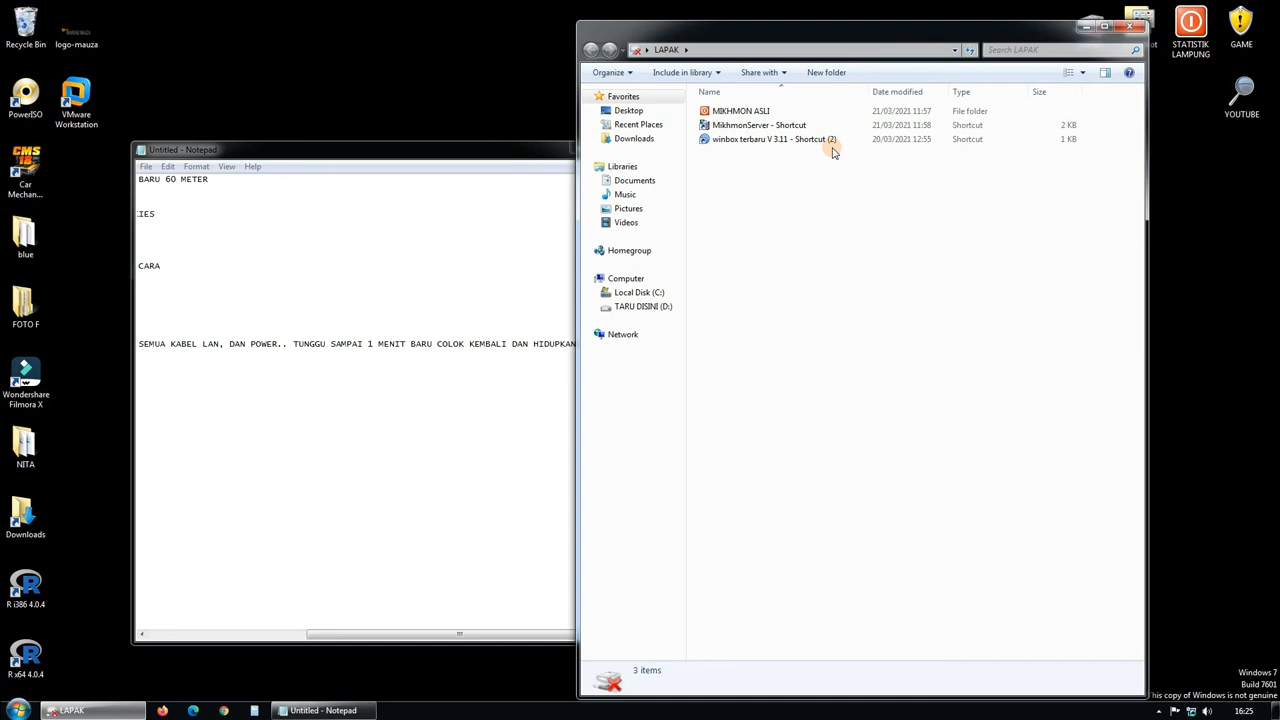 Recycle Bin
logo-mauza
PowerISO
VMware
Workstation
Car
Mechan...
blue
FOTO F
Wondershare
Filmora X
NITA
Downloads
R i386 4.0.4
R x64 4.0.4
Untitled - Notepad
File Edit Format View Help
BARU 60 METER
IES
CARA
SEMUA KABEL LAN, DAN POWER.. TUNGGU SAMPAI 1 MENIT BARU COLOK KEMBALI DAN HIDUPKAN
LAPAK
Search LAPAK
Organize Include in library Share with New folder
Name Date modified Type Size
MIKHMON ASLI 21/03/2021 11:57 File folder
MikhmonServer - Shortcut 21/03/2021 11:58 Shortcut 2 KB
winbox terbaru V 3.11 - Shortcut (2) 20/03/2021 12:55 Shortcut 1 KB
Favorites
Desktop
Recent Places
Downloads
Libraries
Documents
Music
Pictures
Videos
Homegroup
Computer
Local Disk (C:)
TARU DISINI (D:)
Network
3 items
STATISTIK
LAMPUNG
GAME
YOUTUBE
Windows 7
Build 7601
This copy of Windows is not genuine
LAPAK
Untitled - Notepad
16:25